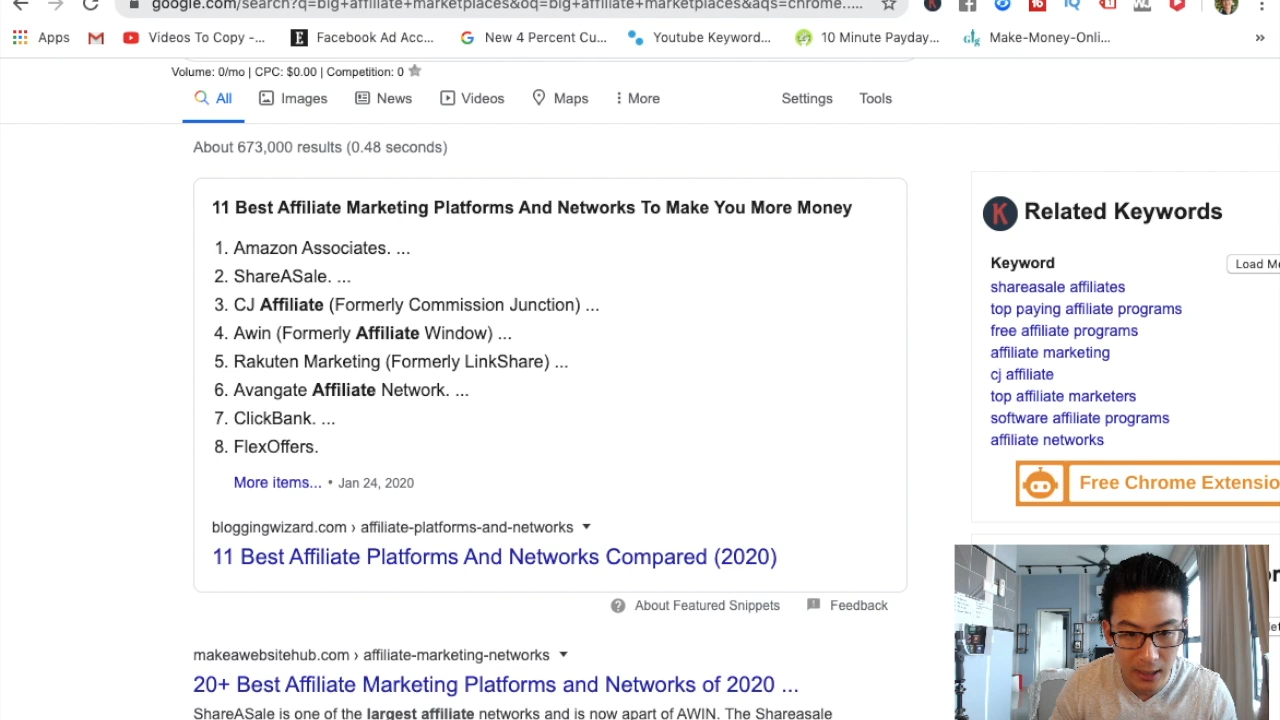 google.com/search?q=big+affiliate+marketplaces&oq=big+affiliate+marketplaces&aqs=chrome.....
Apps
Videos To Copy -...
Facebook Ad Acc...
New 4 Percent Cu...
Youtube Keyword...
10 Minute Payday...
Make-Money-Onli...
»
Volume: 0/mo | CPC: $0.00 | Competition: 0
All
Images
News
Videos
Maps
More
Settings
Tools
About 673,000 results (0.48 seconds)
11 Best Affiliate Marketing Platforms And Networks To Make You More Money
1. Amazon Associates. ...
2. ShareASale. ...
3. CJ Affiliate (Formerly Commission Junction) ...
4. Awin (Formerly Affiliate Window) ...
5. Rakuten Marketing (Formerly LinkShare) ...
6. Avangate Affiliate Network. ...
7. ClickBank. ...
8. FlexOffers.
More items... • Jan 24, 2020
bloggingwizard.com › affiliate-platforms-and-networks
11 Best Affiliate Platforms And Networks Compared (2020)
About Featured Snippets
Feedback
makeawebsitehub.com › affiliate-marketing-networks
20+ Best Affiliate Marketing Platforms and Networks of 2020 ...
ShareASale is one of the largest affiliate networks and is now apart of AWIN. The Shareasale
K Related Keywords
Keyword
Load Mo
shareasale affiliates
top paying affiliate programs
free affiliate programs
affiliate marketing
cj affiliate
top affiliate marketers
software affiliate programs
affiliate networks
Free Chrome Extensio